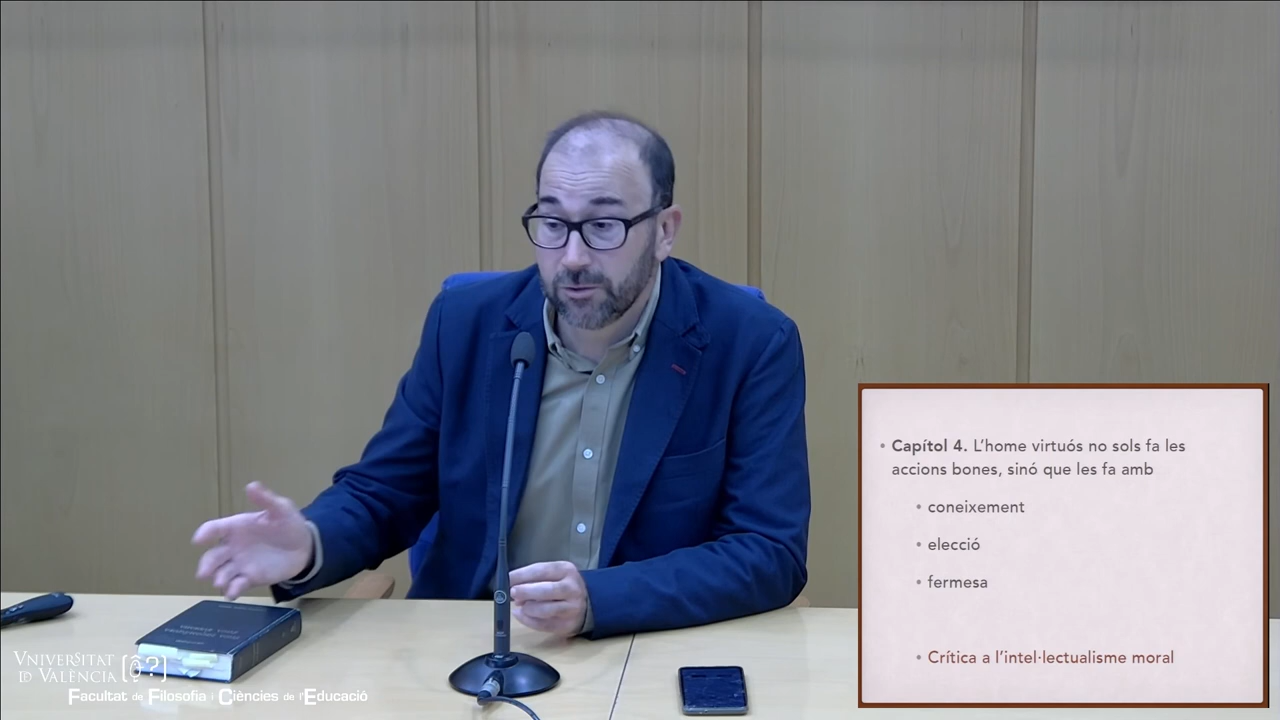 • Capítol 4. L'home virtuós no sols fa les
accions bones, sinó que les fa amb
• coneixement
• elecció
• fermesa
• Crítica a l'intel·lectualisme moral
VNIVERSITAT
ID VALÈNCIA [ô?]
Facultat de Filosofia i Ciències de l'Educació